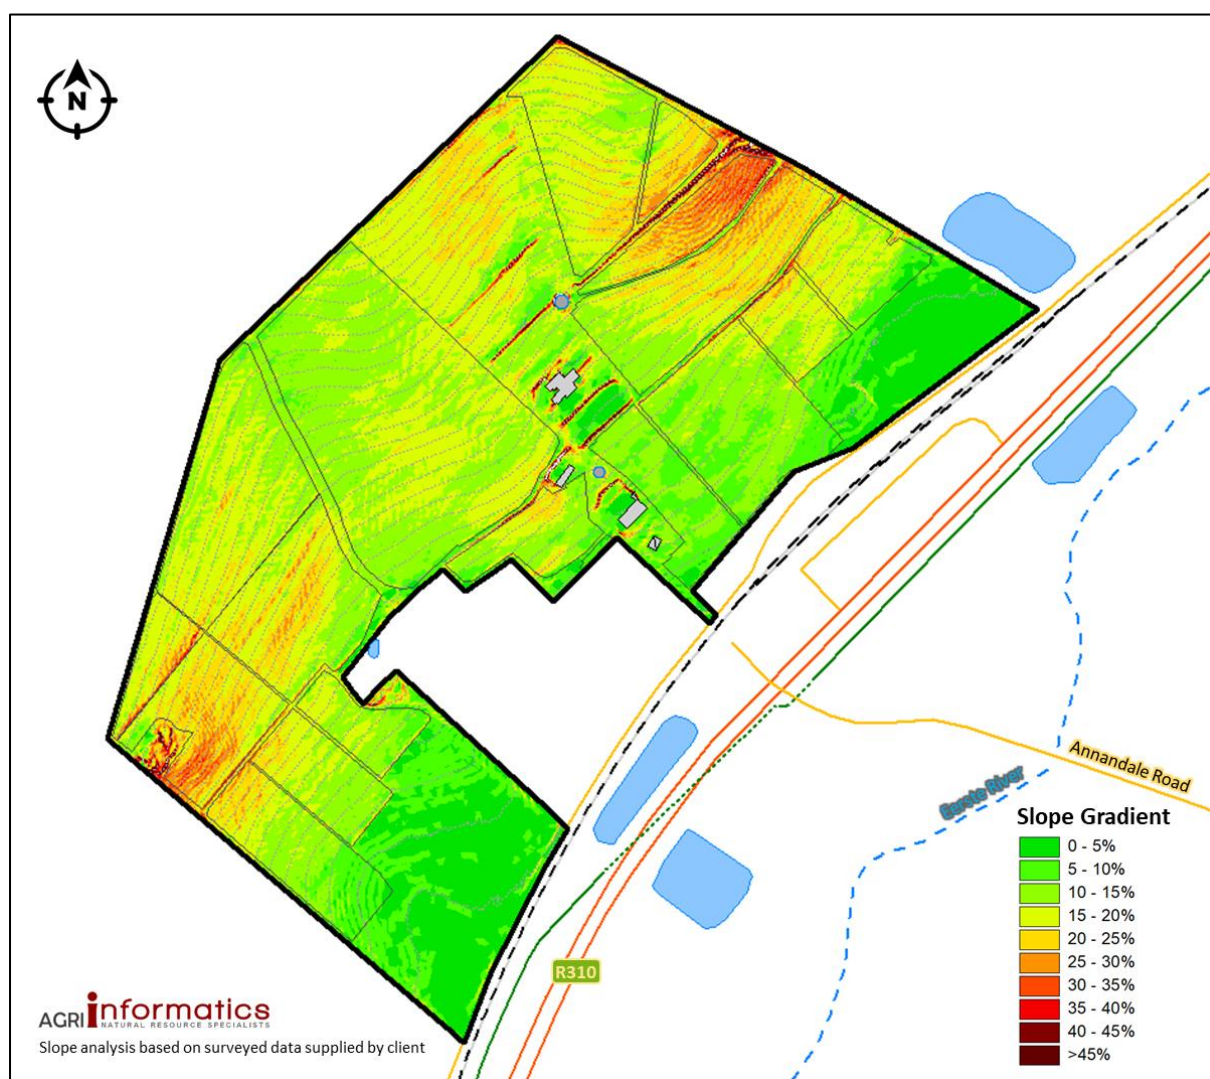 N
Annandale Road
Eerste River
Slope Gradient
0 - 5%
5 - 10%
10 - 15%
15 - 20%
20 - 25%
25 - 30%
30 - 35%
35 - 40%
40 - 45%
>45%
R310
AGRI informatics
NATURAL RESOURCE SPECIALISTS
Slope analysis based on surveyed data supplied by client